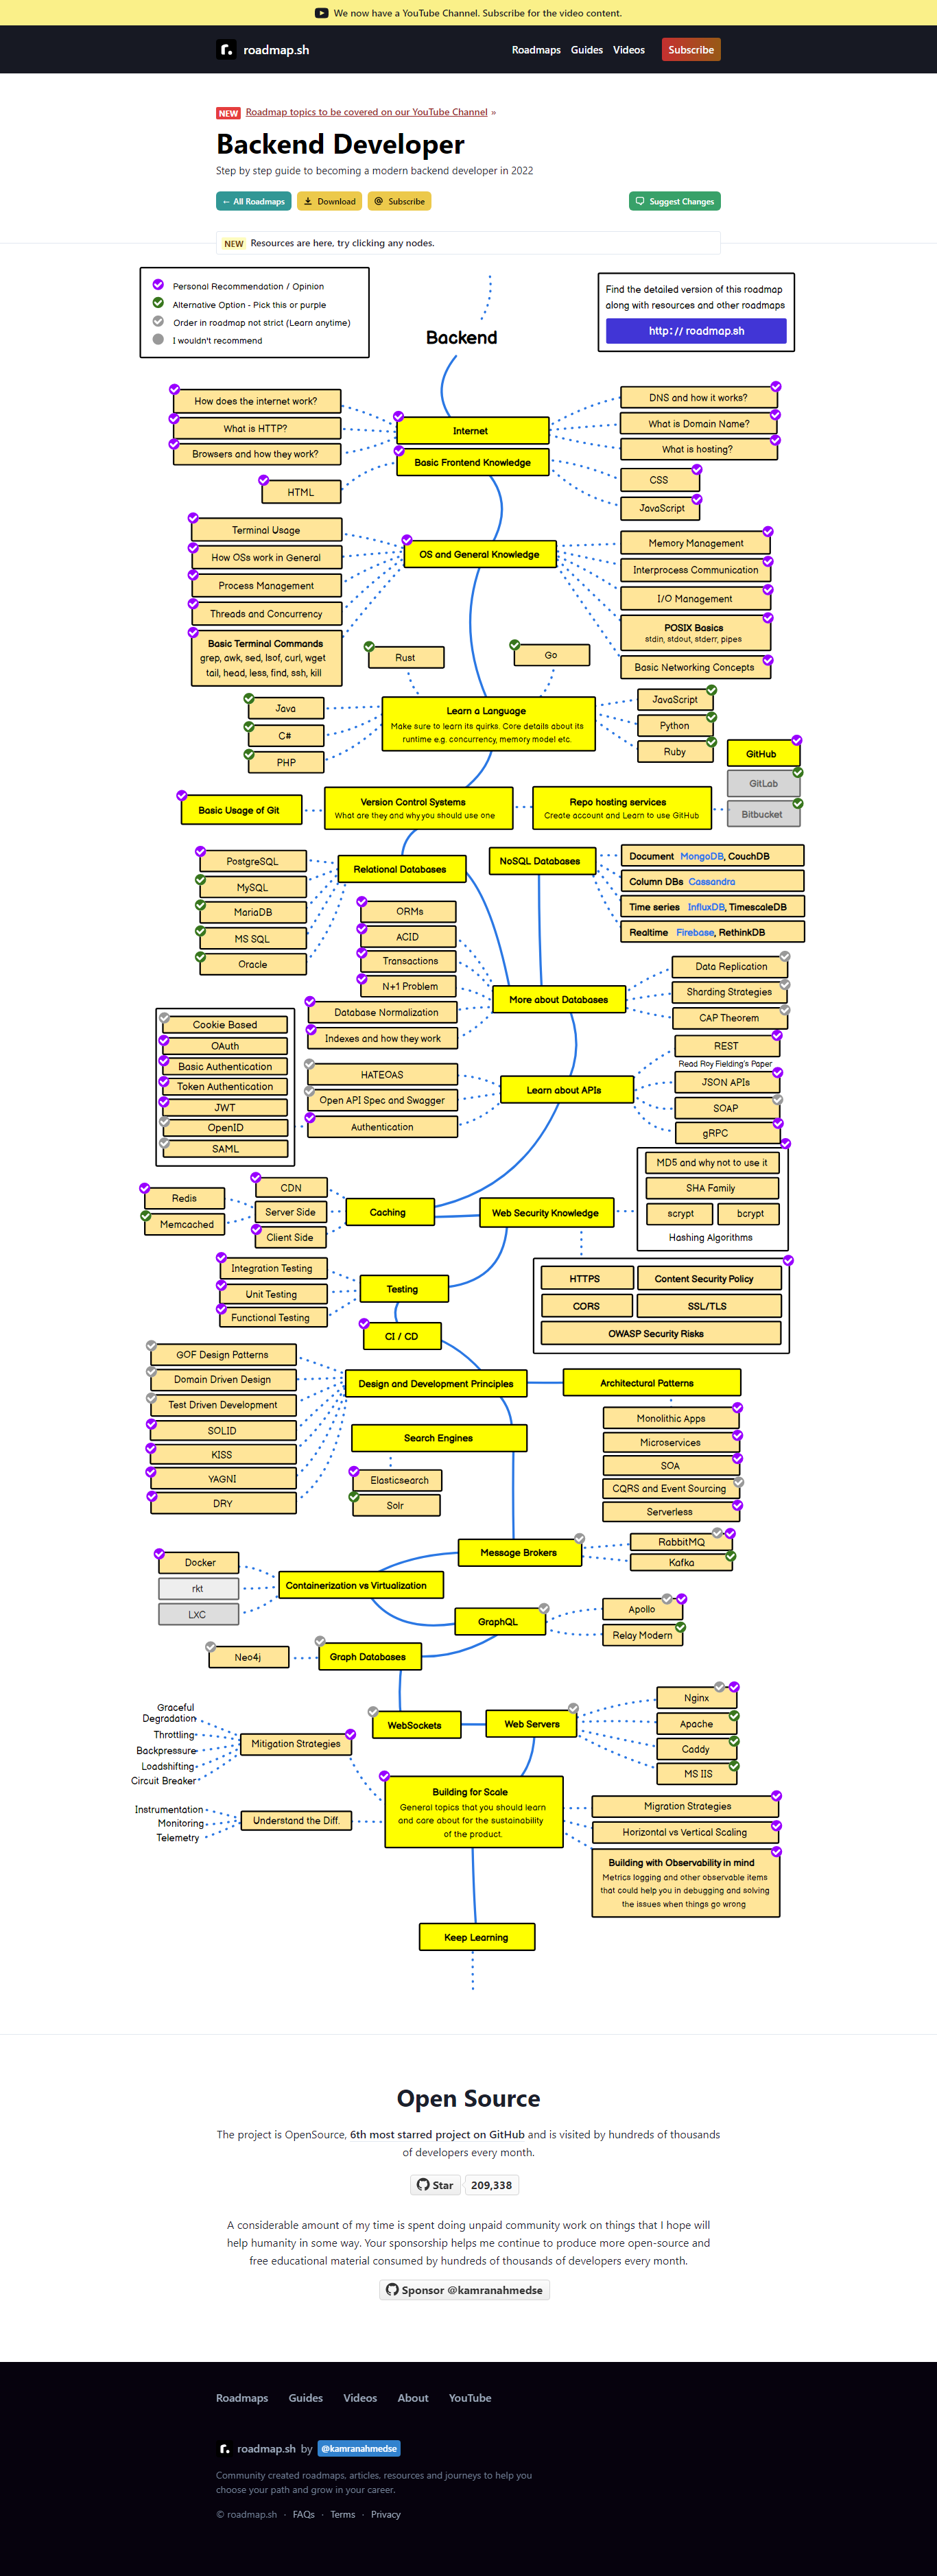 We now have a YouTube Channel. Subscribe for the video content.
roadmap.sh
Roadmaps Guides Videos Subscribe
NEW Roadmap topics to be covered on our YouTube Channel »
Backend Developer
Step by step guide to becoming a modern backend developer in 2022
← All Roadmaps Download Subscribe Suggest Changes
NEW Resources are here, try clicking any nodes.
Personal Recommendation / Opinion
Alternative Option - Pick this or purple
Order in roadmap not strict (Learn anytime)
I wouldn't recommend
Find the detailed version of this roadmap
along with resources and other roadmaps
http://roadmap.sh
Backend
How does the internet work?
What is HTTP?
Browsers and how they work?
Internet
DNS and how it works?
What is Domain Name?
What is hosting?
Basic Frontend Knowledge
HTML
CSS
JavaScript
Terminal Usage
How OSs work in General
Process Management
Threads and Concurrency
Basic Terminal Commands
grep, awk, sed, lsof, curl, wget
tail, head, less, find, ssh, kill
OS and General Knowledge
Memory Management
Interprocess Communication
I/O Management
POSIX Basics
stdin, stdout, stderr, pipes
Basic Networking Concepts
Rust
Go
Java
C#
PHP
Learn a Language
Make sure to learn its quirks. Core details about its
runtime e.g. concurrency, memory model etc.
JavaScript
Python
Ruby
GitHub
GitLab
Bitbucket
Basic Usage of Git
Version Control Systems
What are they and why you should use one
Repo hosting services
Create account and Learn to use GitHub
PostgreSQL
MySQL
MariaDB
MS SQL
Oracle
Relational Databases
NoSQL Databases
Document MongoDB, CouchDB
Column DBs Cassandra
Time series InfluxDB, TimescaleDB
Realtime Firebase, RethinkDB
ORMs
ACID
Transactions
N+1 Problem
Database Normalization
Indexes and how they work
More about Databases
Data Replication
Sharding Strategies
CAP Theorem
Cookie Based
OAuth
Basic Authentication
Token Authentication
JWT
OpenID
SAML
HATEOAS
Open API Spec and Swagger
Authentication
Learn about APIs
REST
Read Roy Fielding's Paper
JSON APIs
SOAP
gRPC
MD5 and why not to use it
SHA Family
scrypt bcrypt
Hashing Algorithms
Redis
Memcached
CDN
Server Side
Client Side
Caching
Web Security Knowledge
HTTPS Content Security Policy
CORS SSL/TLS
OWASP Security Risks
Integration Testing
Unit Testing
Functional Testing
Testing
CI / CD
GOF Design Patterns
Domain Driven Design
Test Driven Development
SOLID
KISS
YAGNI
DRY
Design and Development Principles
Architectural Patterns
Monolithic Apps
Microservices
SOA
CQRS and Event Sourcing
Serverless
Search Engines
Elasticsearch
Solr
Message Brokers
RabbitMQ
Kafka
Docker
rkt
LXC
Containerization vs Virtualization
GraphQL
Apollo
Relay Modern
Neo4j
Graph Databases
WebSockets
Web Servers
Nginx
Apache
Caddy
MS IIS
Graceful
Degradation
Throttling
Backpressure
Loadshifting
Circuit Breaker
Mitigation Strategies
Instrumentation
Monitoring
Telemetry
Understand the Diff.
Building for Scale
General topics that you should learn
and care about for the sustainability
of the product.
Migration Strategies
Horizontal vs Vertical Scaling
Building with Observability in mind
Metrics logging and other observable items
that could help you in debugging and solving
the issues when things go wrong
Keep Learning
Open Source
The project is OpenSource, 6th most starred project on GitHub and is visited by hundreds of thousands
of developers every month.
Star 209,338
A considerable amount of my time is spent doing unpaid community work on things that I hope will
help humanity in some way. Your sponsorship helps me continue to produce more open-source and
free educational material consumed by hundreds of thousands of developers every month.
Sponsor @kamranahmedse
Roadmaps Guides Videos About YouTube
roadmap.sh by @kamranahmedse
Community created roadmaps, articles, resources and journeys to help you
choose your path and grow in your career.
© roadmap.sh · FAQs · Terms · Privacy